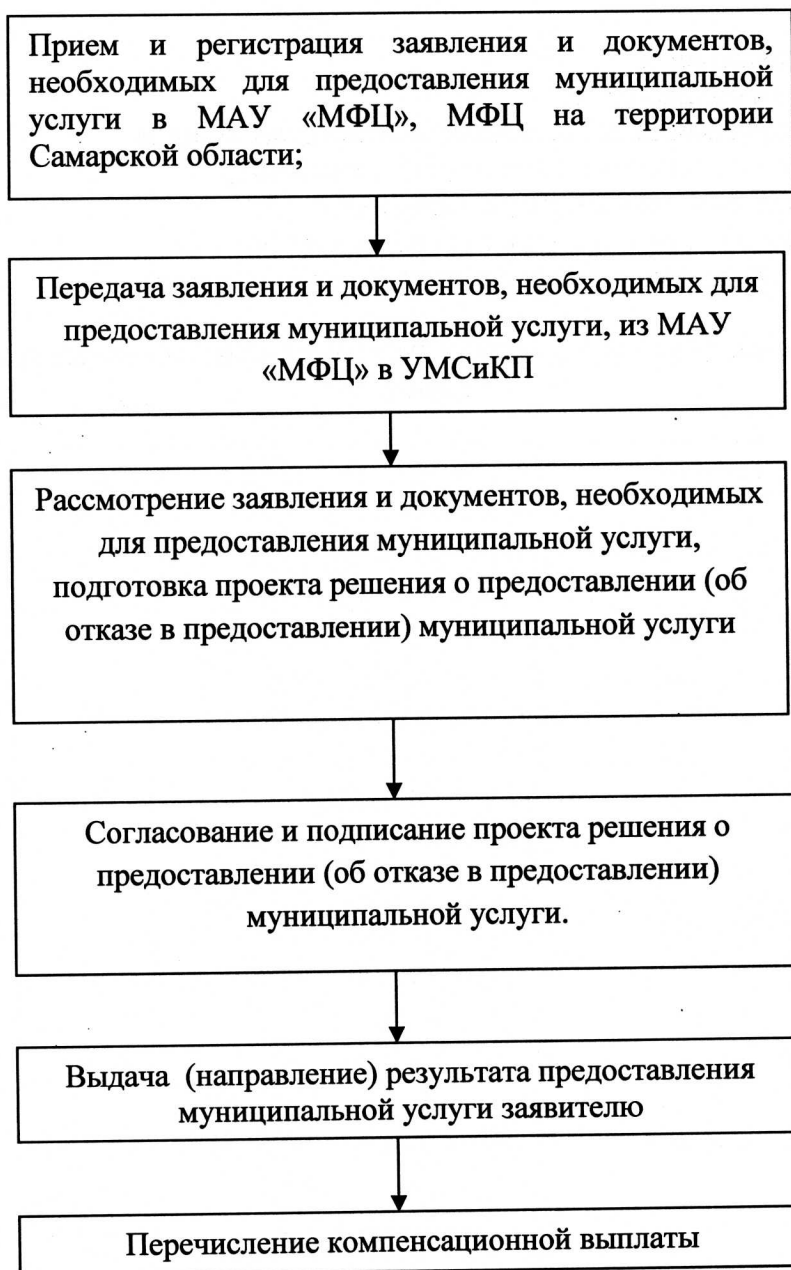 Прием и регистрация заявления и документов,
необходимых для предоставления муниципальной
услуги в МАУ «МФЦ», МФЦ на территории
Самарской области;
Передача заявления и документов, необходимых для
предоставления муниципальной услуги, из МАУ
«МФЦ» в УМСиКП
Рассмотрение заявления и документов, необходимых
для предоставления муниципальной услуги,
подготовка проекта решения о предоставлении (об
отказе в предоставлении) муниципальной услуги
Согласование и подписание проекта решения о
предоставлении (об отказе в предоставлении)
муниципальной услуги.
Выдача (направление) результата предоставления
муниципальной услуги заявителю
Перечисление компенсационной выплаты